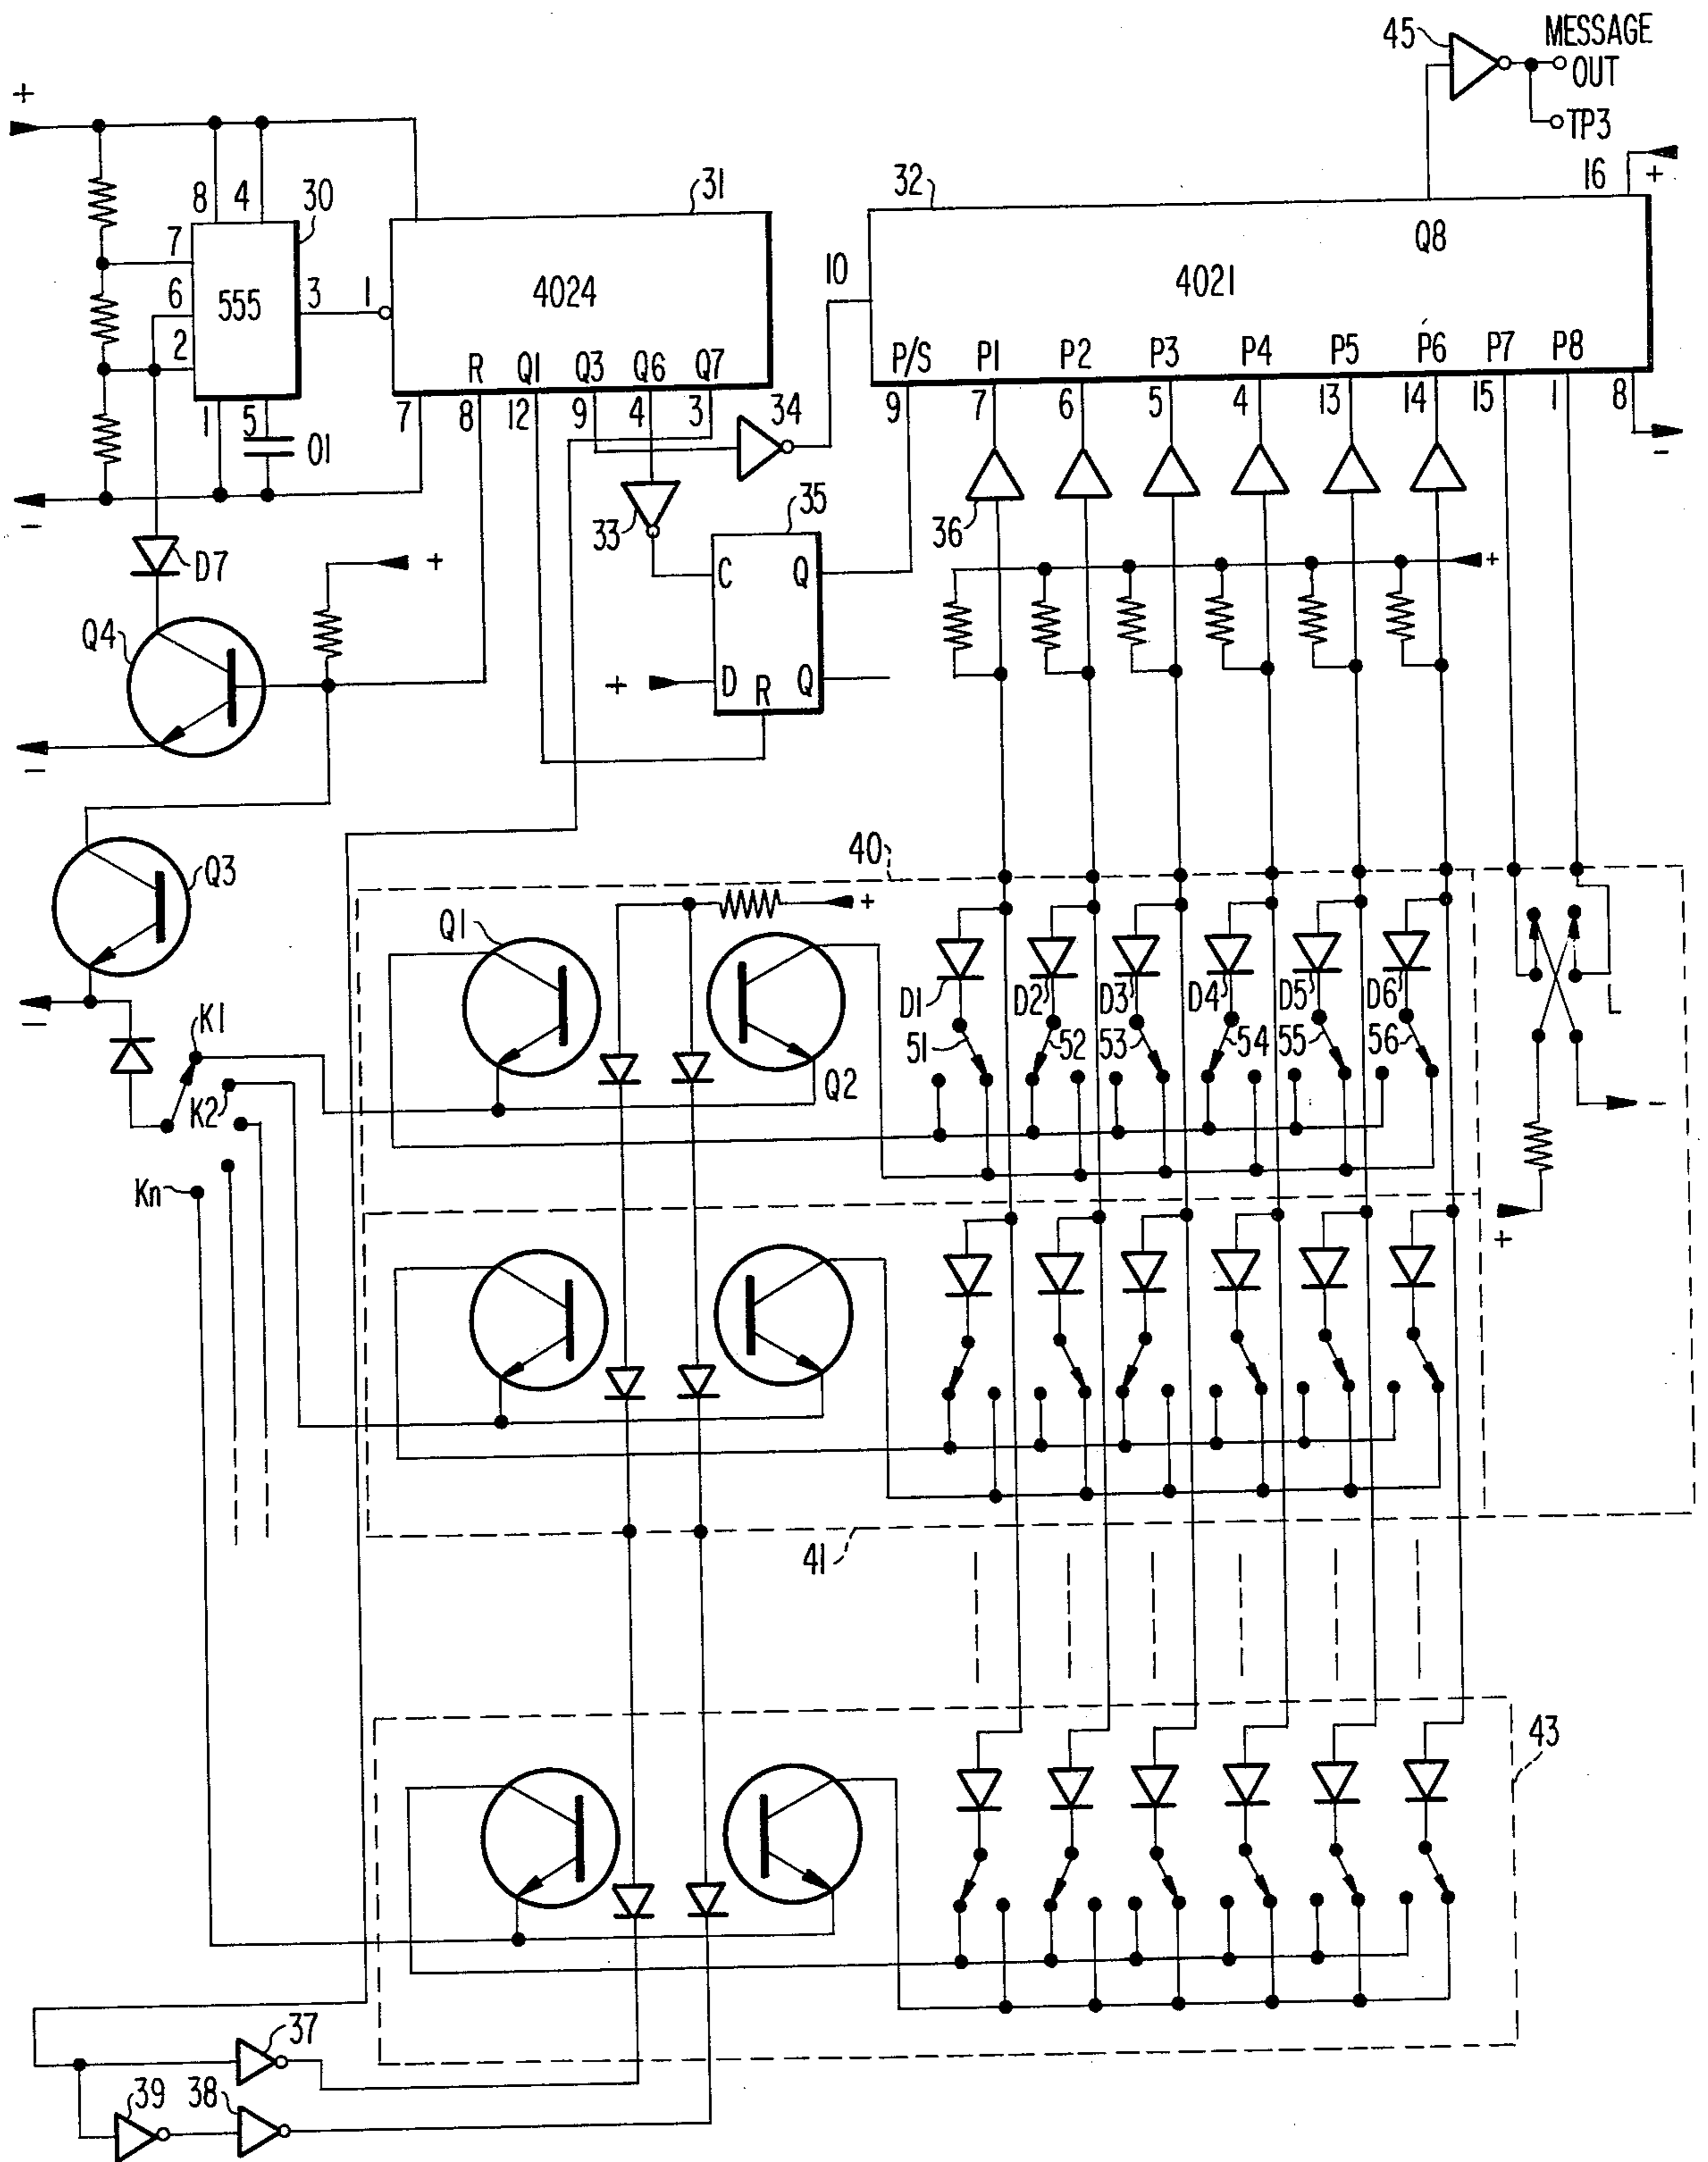 45 MESSAGE
OUT
TP3
+
16 +
8 4 30
31
32
7
6 555 3 1
2
4024
10
4021
Q8
R Q1 Q3 Q6 Q7
P/S P1 P2 P3 P4 P5 P6 P7 P8
1 5
01
7 8 12 9 4 3
34
9 7 6 5 4 13 14 15 1 8
-
-
33 35
36
D7
+
C Q
+
Q4
+ D R Q
-
40
Q3
-
Q1
+
Q2
D1 D2 D3 D4 D5 D6
L
K1
51 52 53 54 55 56
K2
-
Kn
+
41
43
37
39 38